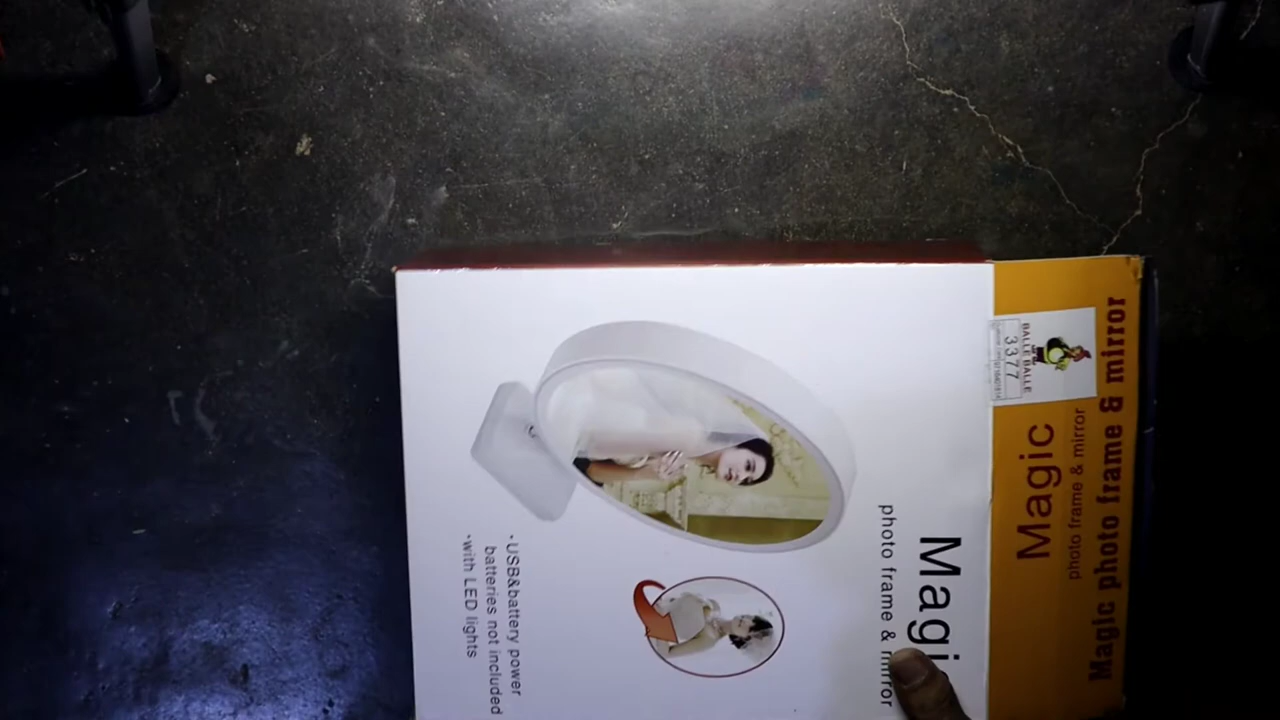 Magi
photo frame & mirror
•USB&battery power
batteries not included
•with LED lights
BALLE BALLE
3377
Magic
photo frame & mirror
Magic photo frame & mirror